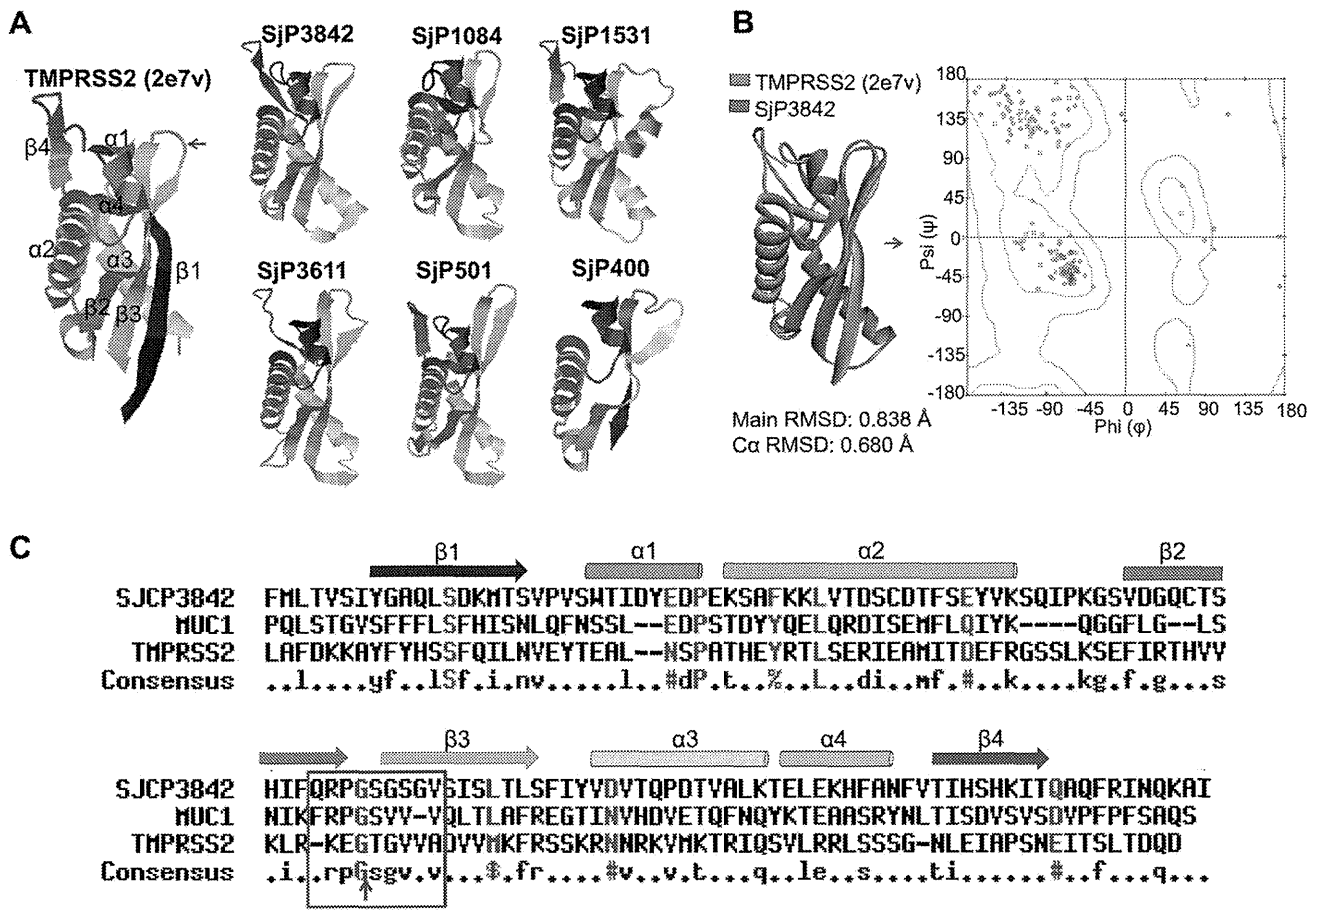 A
TMPRSS2 (2e7v)
SjP3842
SjP1084
SjP1531
β4
α1
α4
α2
α3
β1
β2
β3
SjP3611
SjP501
SjP400
B
TMPRSS2 (2e7v)
SjP3842
180
135
90
45
0
-45
-90
-135
-180
Psi (ψ)
-135 -90 -45 0 45 90 135 180
Phi (φ)
Main RMSD: 0.838 Å
Cα RMSD: 0.680 Å
C
β1 α1 α2 β2
SJCP3842 FMLTVSIYGAQLSDKMTSVPVSWTIDYEDPEKSAFKKLVTDSCDTFSEYVKSQIPKGSVDGQCTS
MUC1 PQLSTGVSFFFLSFHISNLQFNSSL--EDPSTDYYQELQRDISEMFLQIYK----QGGFLG--LS
TMPRSS2 LAFDKKAYFYHSSFQILNVEYTEAL--NSPATHEYRTLSERIEAMITDEFRGSSLKSEFIRTHVV
Consensus ..l....yf..lSf.i.nv.....l..#dP.t..%..L..di..mf.#..k....kg.f.g...s
β3 α3 α4 β4
SJCP3842 HIFQRPGSGSGVGISLTLSFIYVDVTQPDTVALKTELEKHFANFVTIHSHKITQAQFRINQKAI
MUC1 NIKFRPGSVV-VQLTLAFREGTINVHDVETQFNQYKTEAASRYNLTISDVSVSDVPFPFSAQS
TMPRSS2 KLR-KEGTGVVADVVMKFRSSKRNNRKVMKTRIQSVLRRLSSSG-NLEIAPSNEITSLTDQD
Consensus .i..rpGsgv.v...$.fr....#v..v.t...q..le..s....ti......#....q...